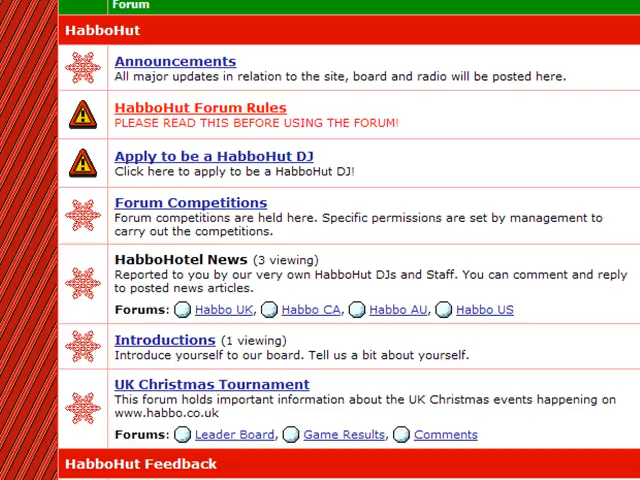 Forum
HabboHut
Announcements
All major updates in relation to the site, board and radio will be posted here.
HabboHut Forum Rules
PLEASE READ THIS BEFORE USING THE FORUM!
Apply to be a HabboHut DJ
Click here to apply to be a HabboHut DJ!
Forum Competitions
Forum competitions are held here. Specific permissions are set by management to
carry out the competitions.
HabboHotel News (3 viewing)
Reported to you by our very own HabboHut DJs and Staff. You can comment and reply
to posted news articles.
Forums: Habbo UK, Habbo CA, Habbo AU, Habbo US
Introductions (1 viewing)
Introduce yourself to our board. Tell us a bit about yourself.
UK Christmas Tournament
This forum holds important information about the UK Christmas events happening on
www.habbo.co.uk
Forums: Leader Board, Game Results, Comments
HabboHut Feedback